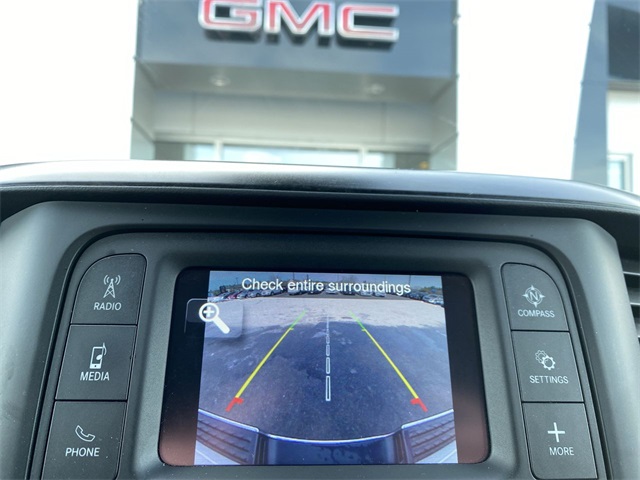 GMC
Check entire surroundings
RADIO
COMPASS
MEDIA
SETTINGS
PHONE
MORE